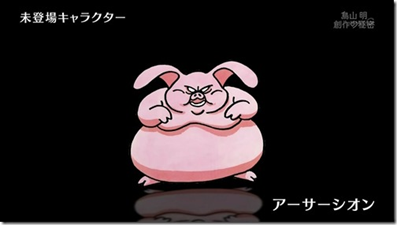 未登場キャラクター
鳥山 明
創作の秘密
アーサーシオン